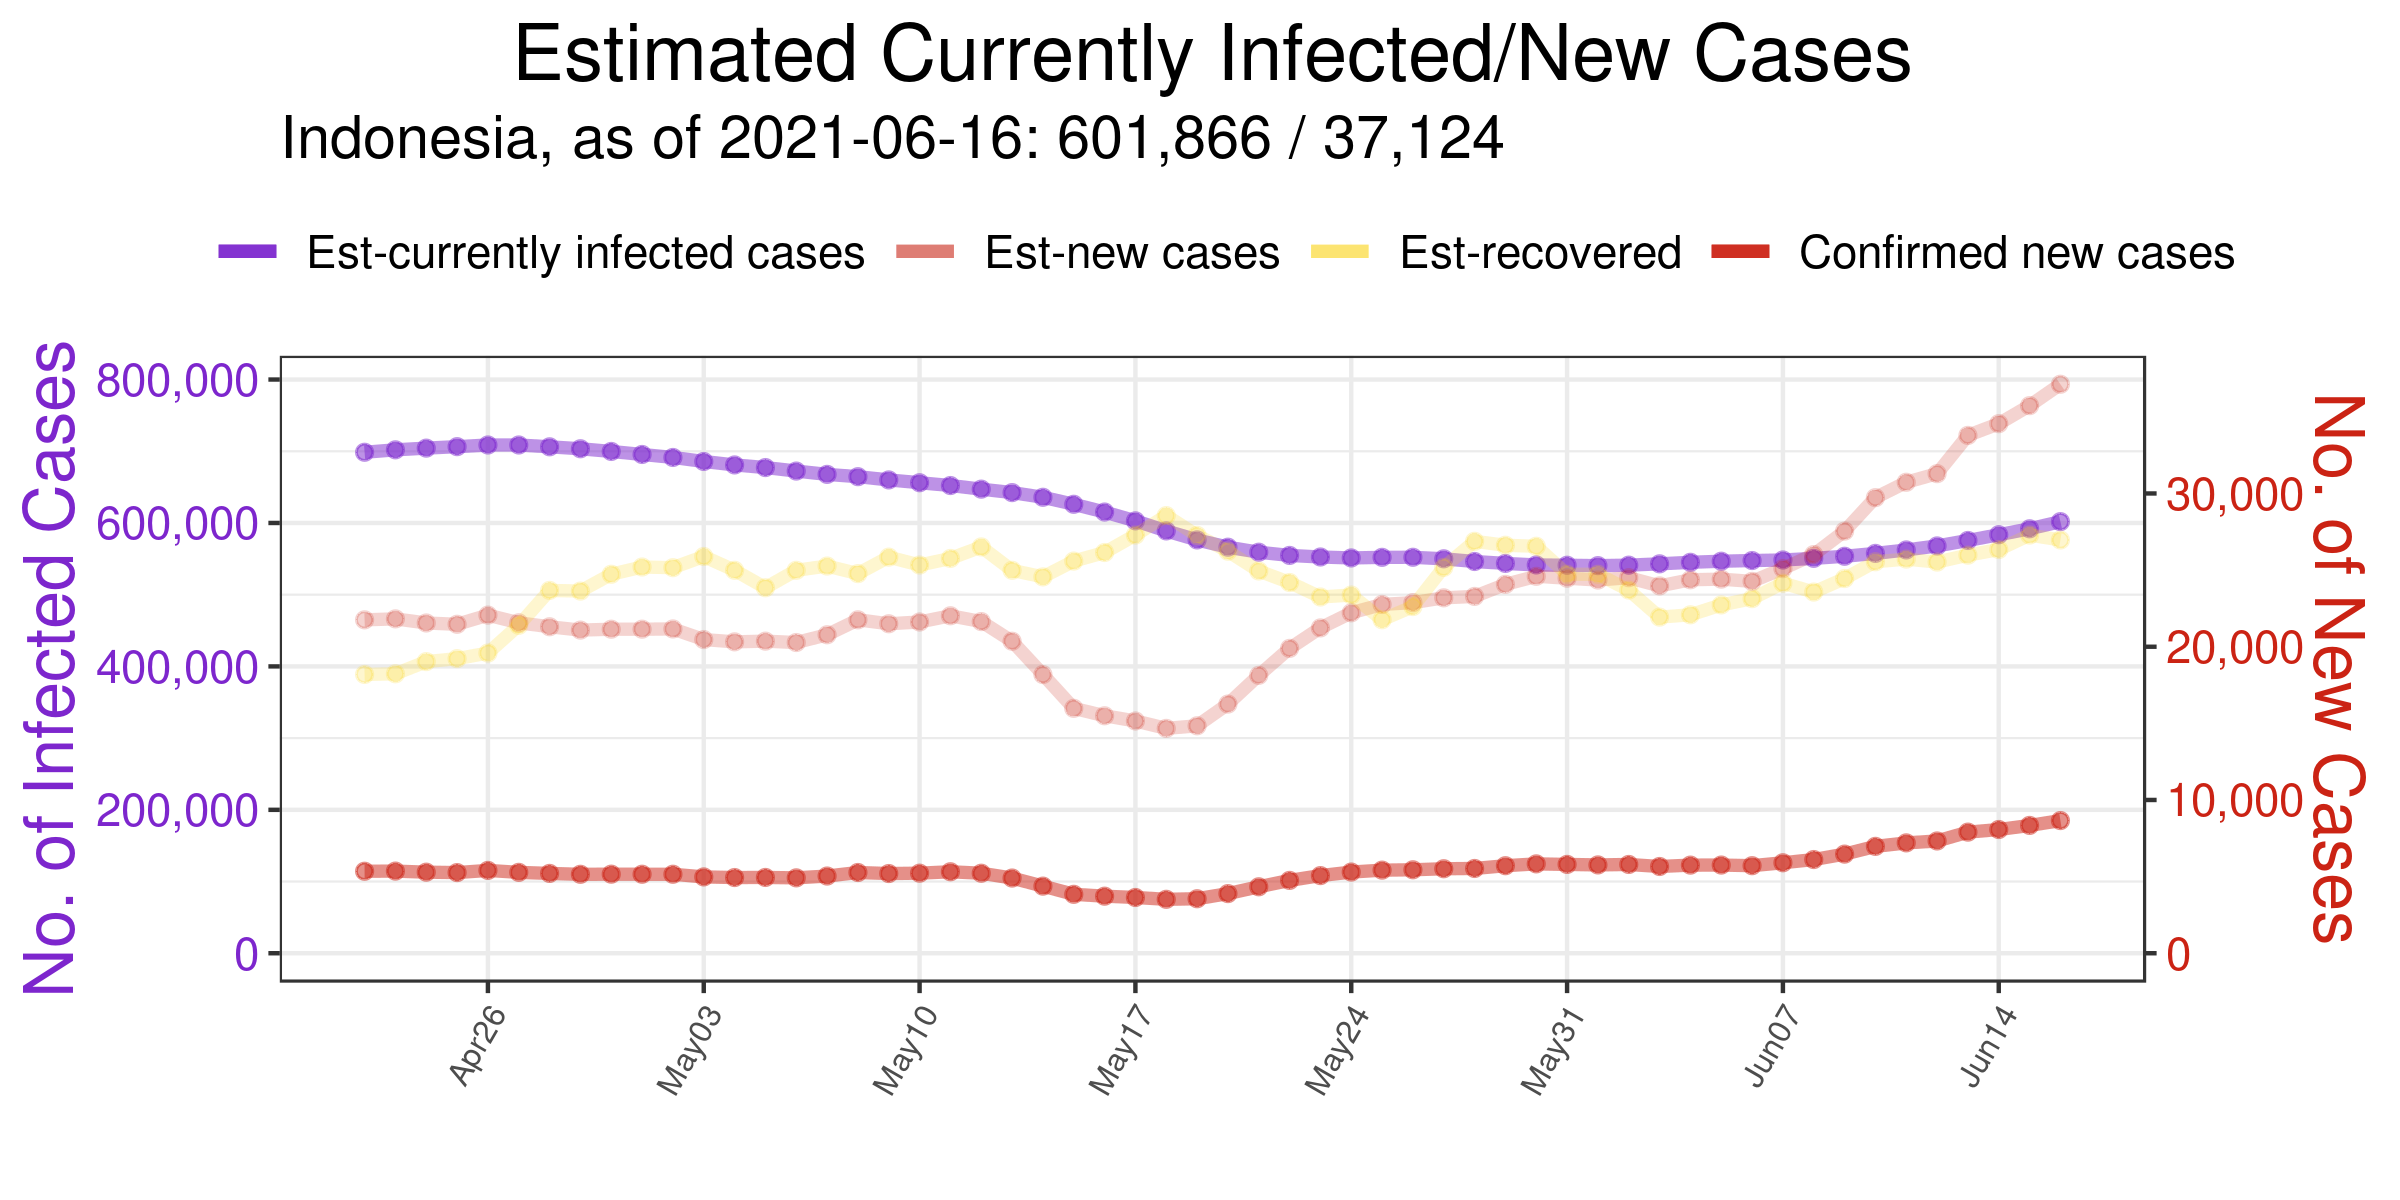 Estimated Currently Infected/New Cases
Indonesia, as of 2021-06-16: 601,866 / 37,124
Est-currently infected cases Est-new cases Est-recovered Confirmed new cases
No. of Infected Cases
800,000
600,000
400,000
200,000
0
30,000
20,000
10,000
0
No. of New Cases
Apr26 May03 May10 May17 May24 May31 Jun07 Jun14